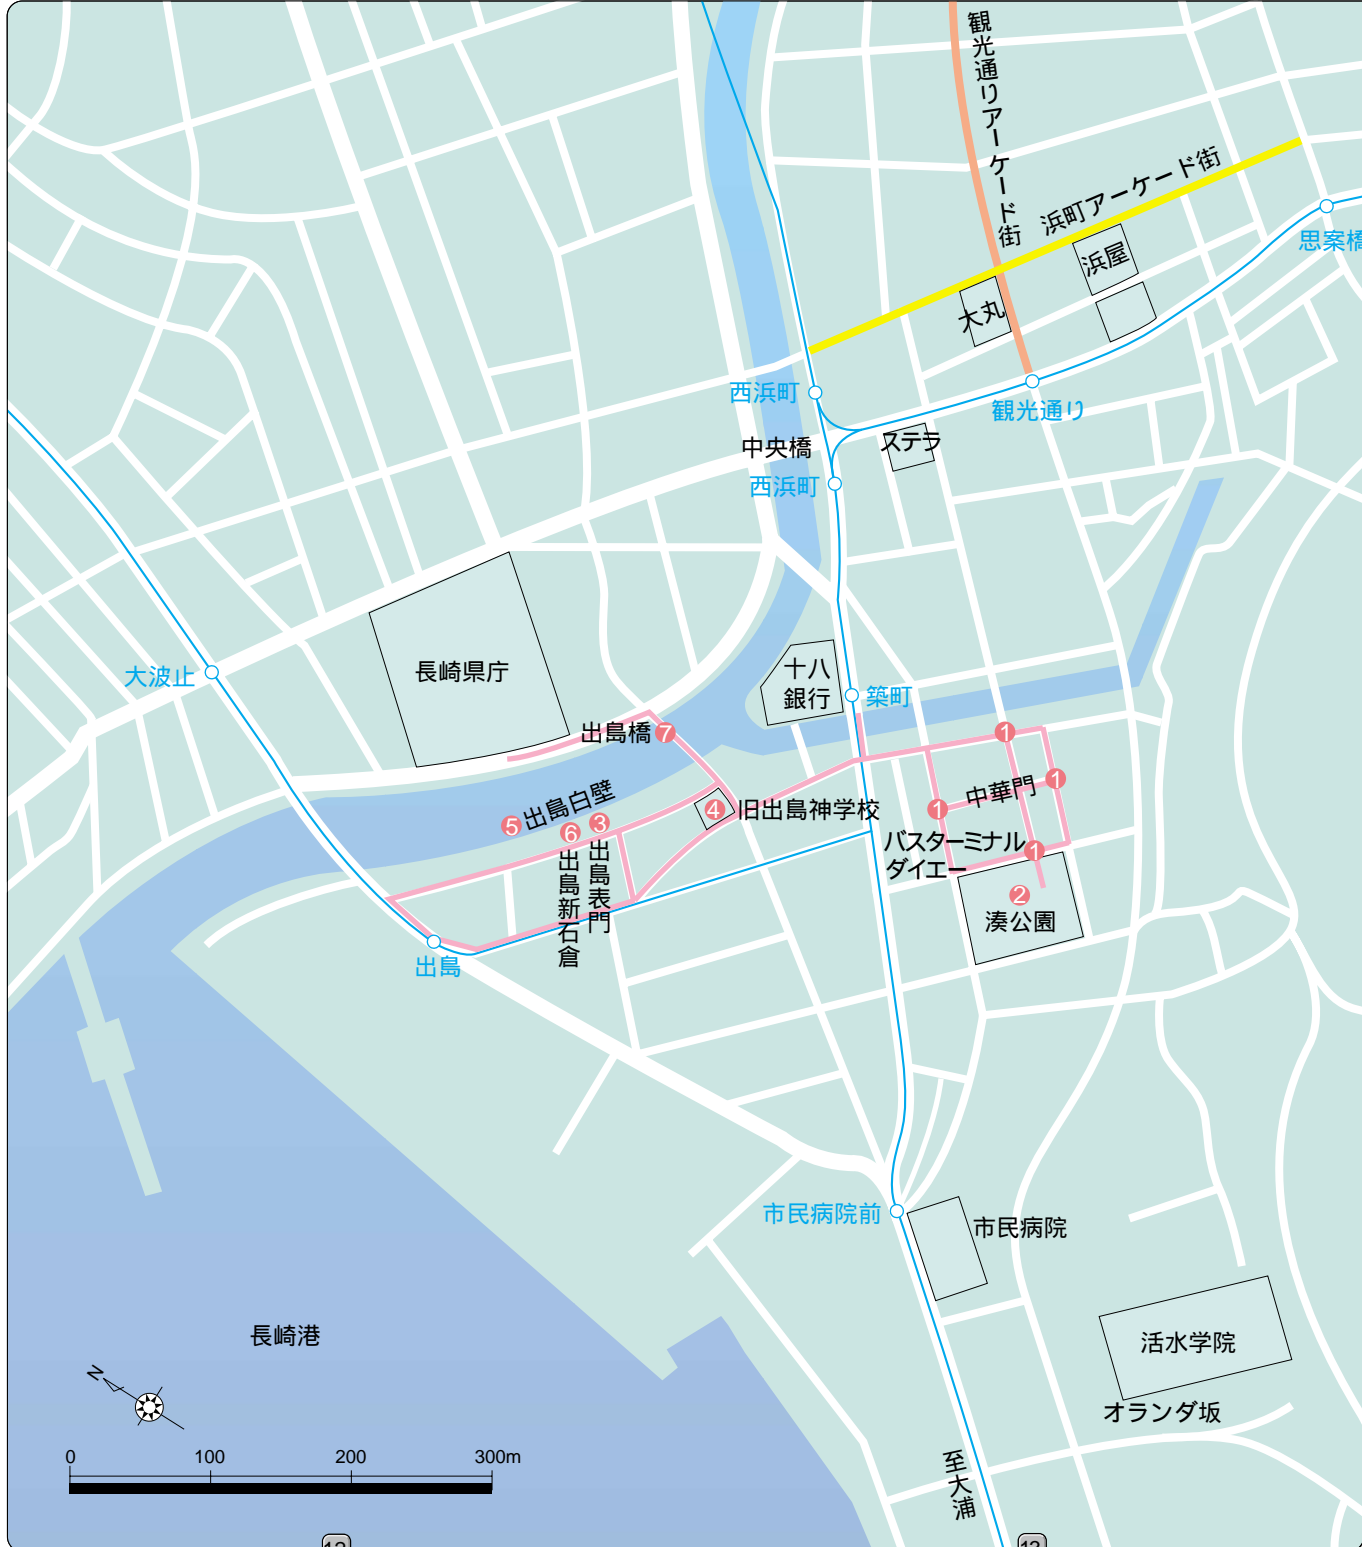 観光通りアーケード街
浜町アーケード街
浜屋
思案橋
大丸
西浜町
観光通り
中央橋
ステラ
西浜町
長崎県庁
大波止
十八
銀行
築町
出島橋
7
1
中華門
1
出島白壁
5
6
3
4
旧出島神学校
1
バスターミナル
ダイエー
1
出島新石倉
出島表門
2
湊公園
出島
市民病院前
市民病院
長崎港
活水学院
オランダ坂
N
0
100
200
300m
至大浦